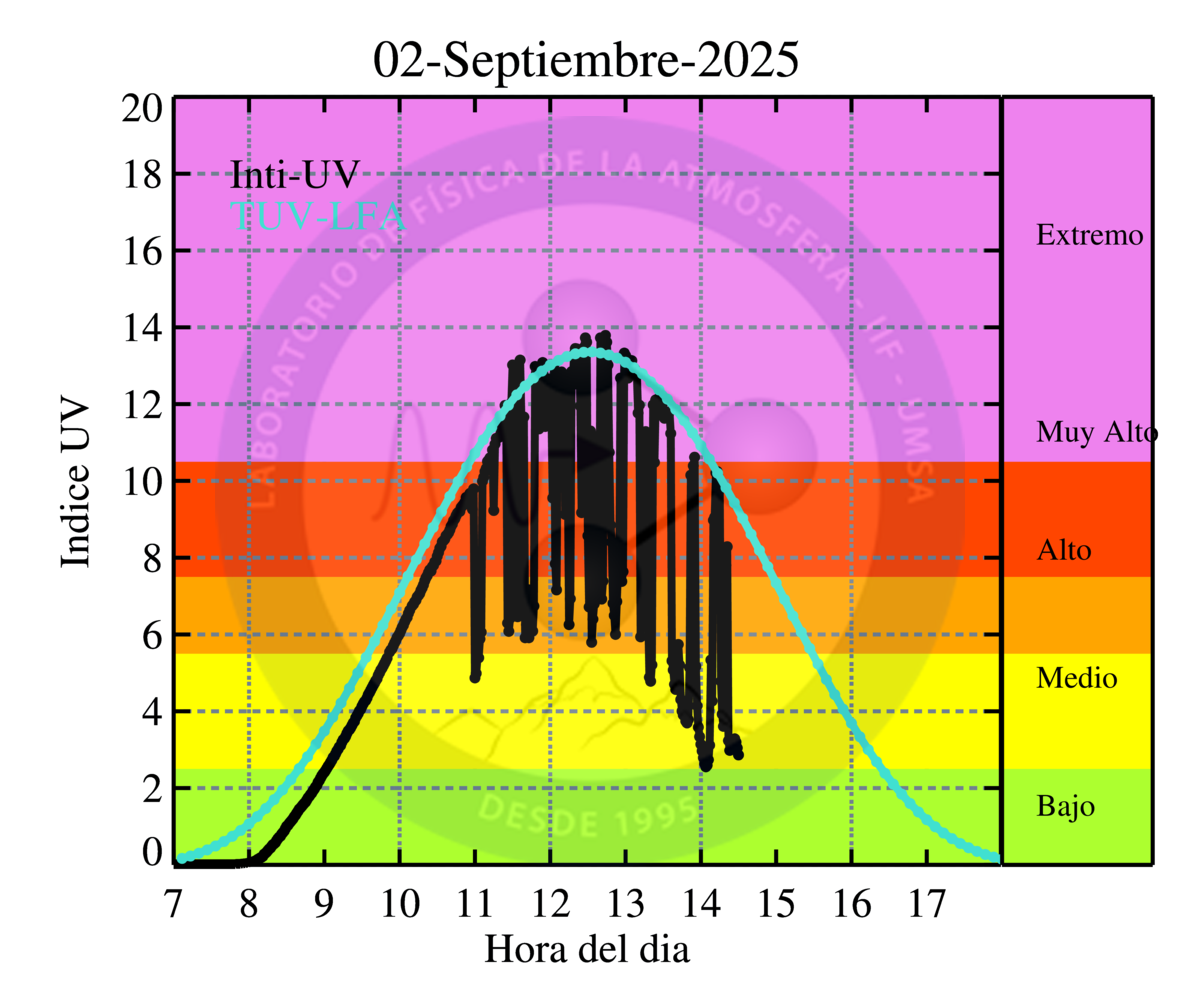 02-Septiembre-2025
20
18
16
14
12
10
8
6
4
2
0
Indice UV
Inti-UV
TUV-LFA
LABORATORIO DE FÍSICA DE LA ATMÓSFERA - IIF - UMSA
DESDE 1995
Extremo
Muy Alto
Alto
Medio
Bajo
7 8 9 10 11 12 13 14 15 16 17
Hora del dia